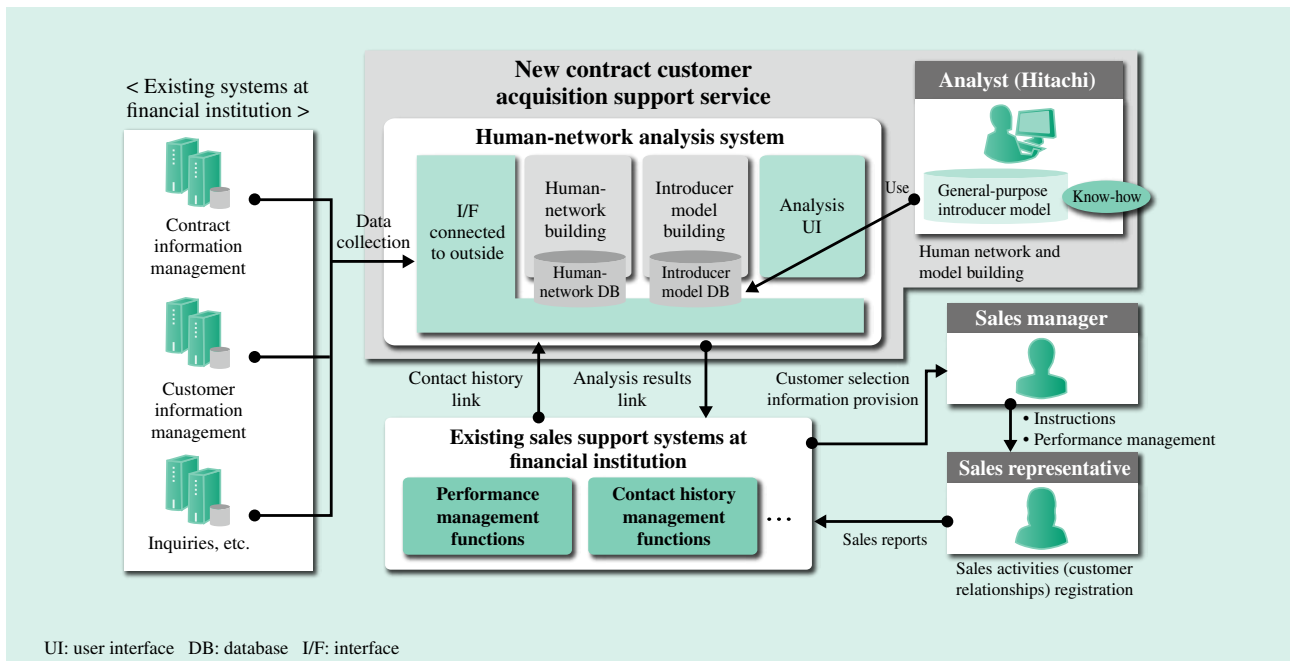 < Existing systems at
financial institution >
Contract
information
management
Customer
information
management
Inquiries, etc.
Data
collection
New contract customer
acquisition support service
Human-network analysis system
I/F
connected
to outside
Human-
network
building
Human-
network DB
Introducer
model
building
Introducer
model DB
Analysis
UI
Use
Analyst (Hitachi)
General-purpose
introducer model
Know-how
Human network and
model building
Contact history
link
Analysis results
link
Customer selection
information provision
Sales manager
• Instructions
• Performance management
Existing sales support systems at
financial institution
Performance
management
functions
Contact history
management
functions
...
Sales representative
Sales reports
Sales activities (customer
relationships) registration
UI: user interface DB: database I/F: interface